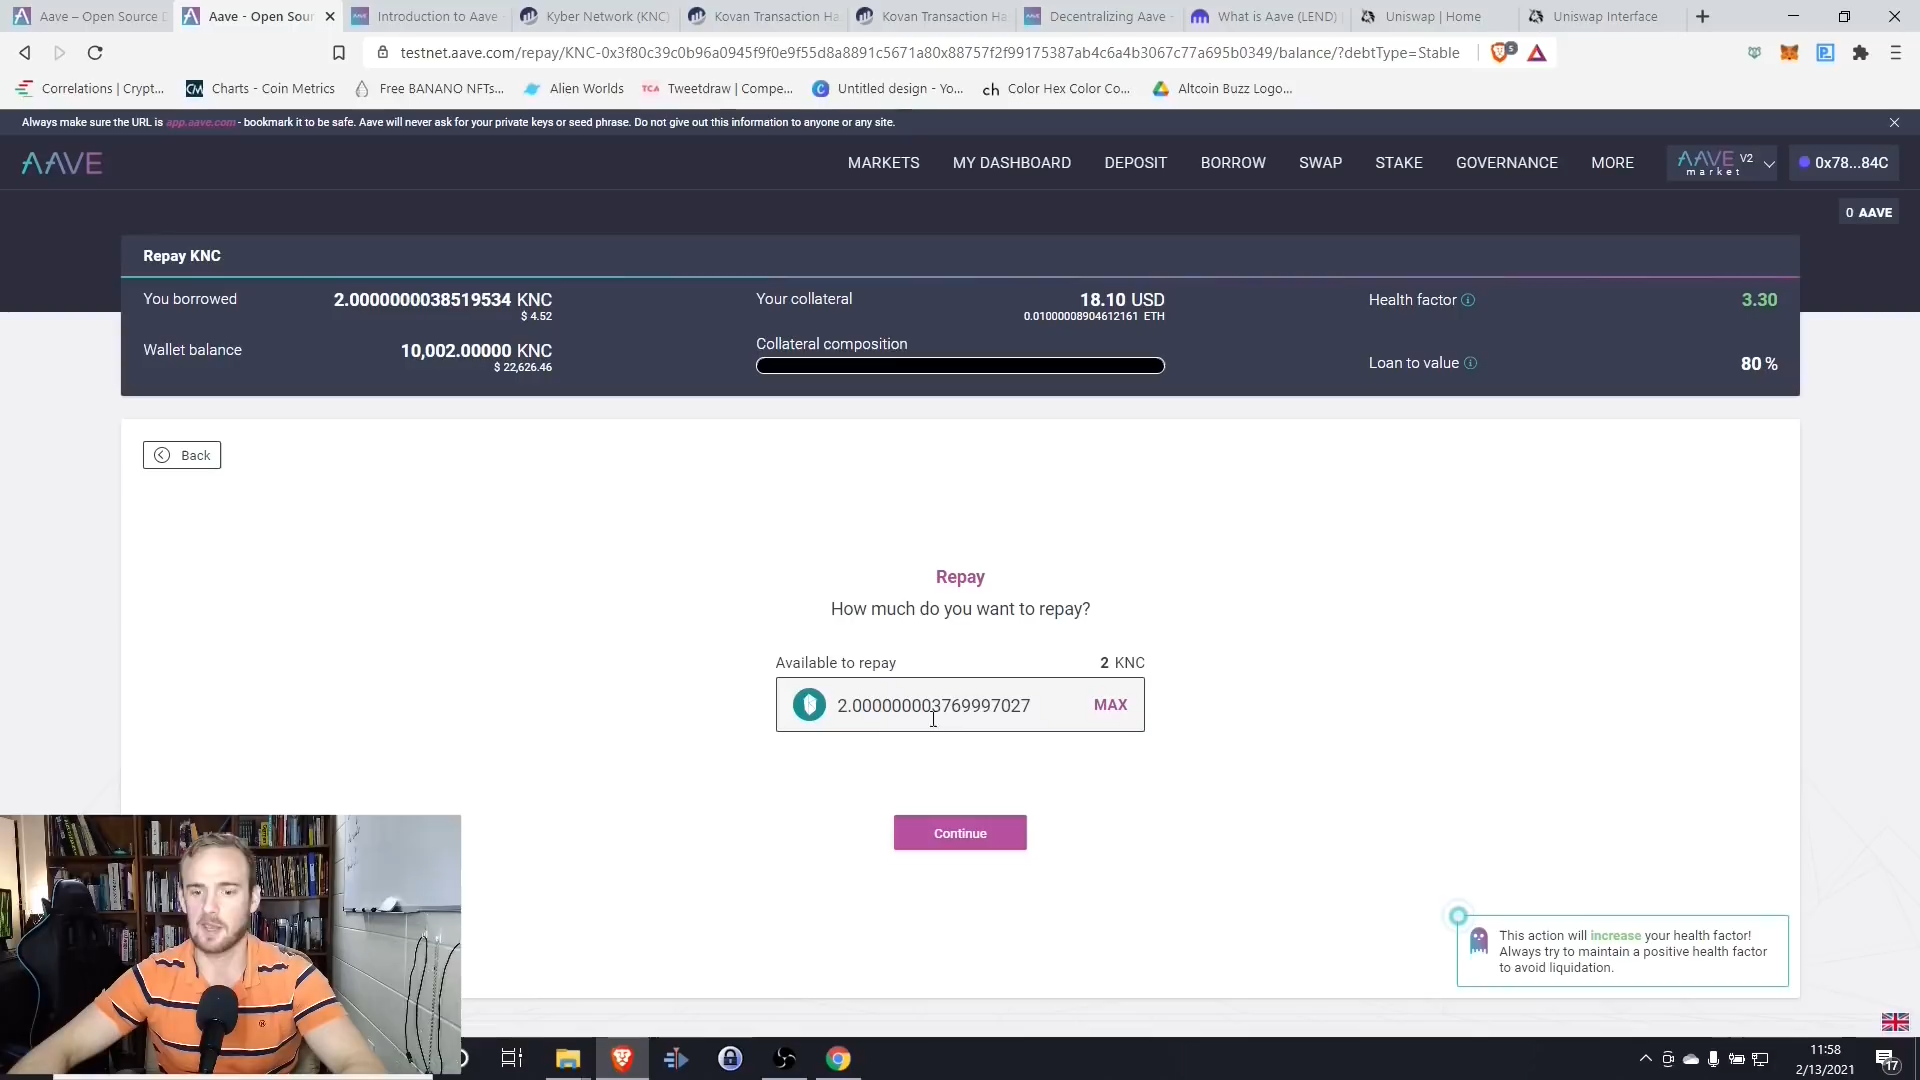 Aave – Open Source D
Aave - Open Sour
Introduction to Aave
Kyber Network (KNC)
Kovan Transaction Ha
Kovan Transaction Ha
Decentralizing Aave -
What is Aave (LEND)
Uniswap | Home
Uniswap Interface
testnet.aave.com/repay/KNC-0x3f80c39c0b96a0945f9f0e9f55d8a8891c5671a80x88757f2f99175387ab4c6a4b3067c77a695b0349/balance/?debtType=Stable
5
Correlations | Crypt...
CM
Charts - Coin Metrics
Free BANANO NFTs...
Alien Worlds
TCA
Tweetdraw | Compe...
Untitled design - Yo...
ch
Color Hex Color Co...
Altcoin Buzz Logo...
Always make sure the URL is app.aave.com - bookmark it to be safe. Aave will never ask for your private keys or seed phrase. Do not give out this information to anyone or any site.
AAVE
MARKETS
MY DASHBOARD
DEPOSIT
BORROW
SWAP
STAKE
GOVERNANCE
MORE
AAVE V2
market
0x78...84C
0 AAVE
Repay KNC
You borrowed
2.0000000038519534 KNC
$ 4.52
Wallet balance
10,002.00000 KNC
$ 22,626.46
Your collateral
18.10 USD
0.01000008904612161 ETH
Collateral composition
Health factor
3.30
Loan to value
80 %
Back
Repay
How much do you want to repay?
Available to repay
2 KNC
2.000000003769997027
MAX
Continue
This action will increase your health factor!
Always try to maintain a positive health factor
to avoid liquidation.
11:58
2/13/2021
17